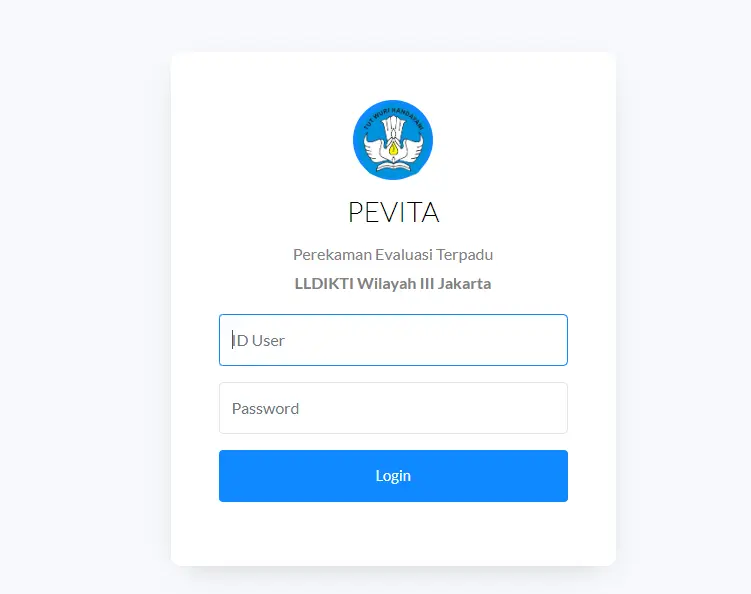 TUT WURI HANDAYANI
PEVITA
Perekaman Evaluasi Terpadu
LLDIKTI Wilayah III Jakarta
ID User
Password
Login